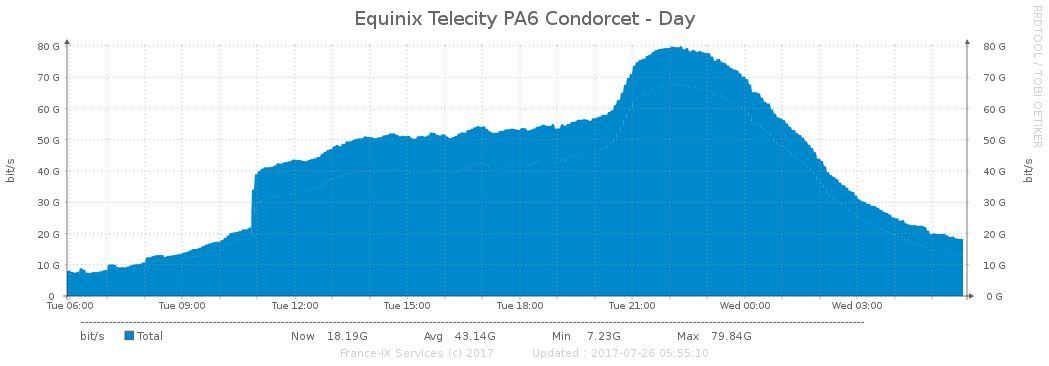 Equinix Telecity PA6 Condorcet - Day
RRDTOOL / TOBI OETIKER
bit/s
80 G 80 G
70 G 70 G
60 G 60 G
50 G 50 G
40 G 40 G
30 G 30 G
20 G 20 G
10 G 10 G
0 0 G
bit/s
Tue 06:00 Tue 09:00 Tue 12:00 Tue 15:00 Tue 18:00 Tue 21:00 Wed 00:00 Wed 03:00
bit/s Total Now 18.19G Avg 43.14G Min 7.23G Max 79.84G
France-IX Services (c) 2017 Updated : 2017-07-26 05:55:10